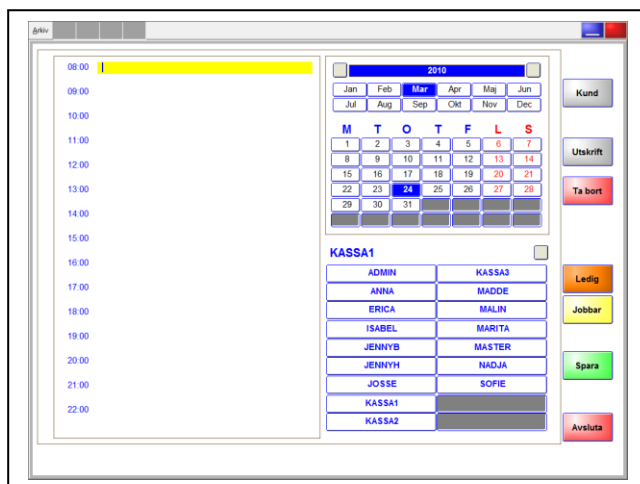 Arkiv
08:00
09:00
10:00
11:00
12:00
13:00
14:00
15:00
16:00
17:00
18:00
19:00
20:00
21:00
22:00
2010
Jan Feb Mar Apr Maj Jun
Jul Aug Sep Okt Nov Dec
M T O T F L S
1 2 3 4 5 6 7
8 9 10 11 12 13 14
15 16 17 18 19 20 21
22 23 24 25 26 27 28
29 30 31
KASSA1
ADMIN KASSA3
ANNA MADDE
ERICA MALIN
ISABEL MARITA
JENNYB MASTER
JENNYH NADJA
JOSSE SOFIE
KASSA1
KASSA2
Kund
Utskrift
Ta bort
Ledig
Jobbar
Spara
Avsluta